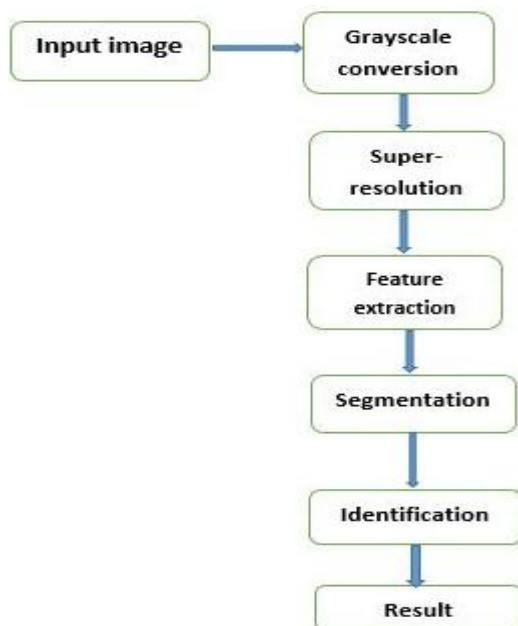 Input image
Grayscale
conversion
Super-
resolution
Feature
extraction
Segmentation
Identification
Result